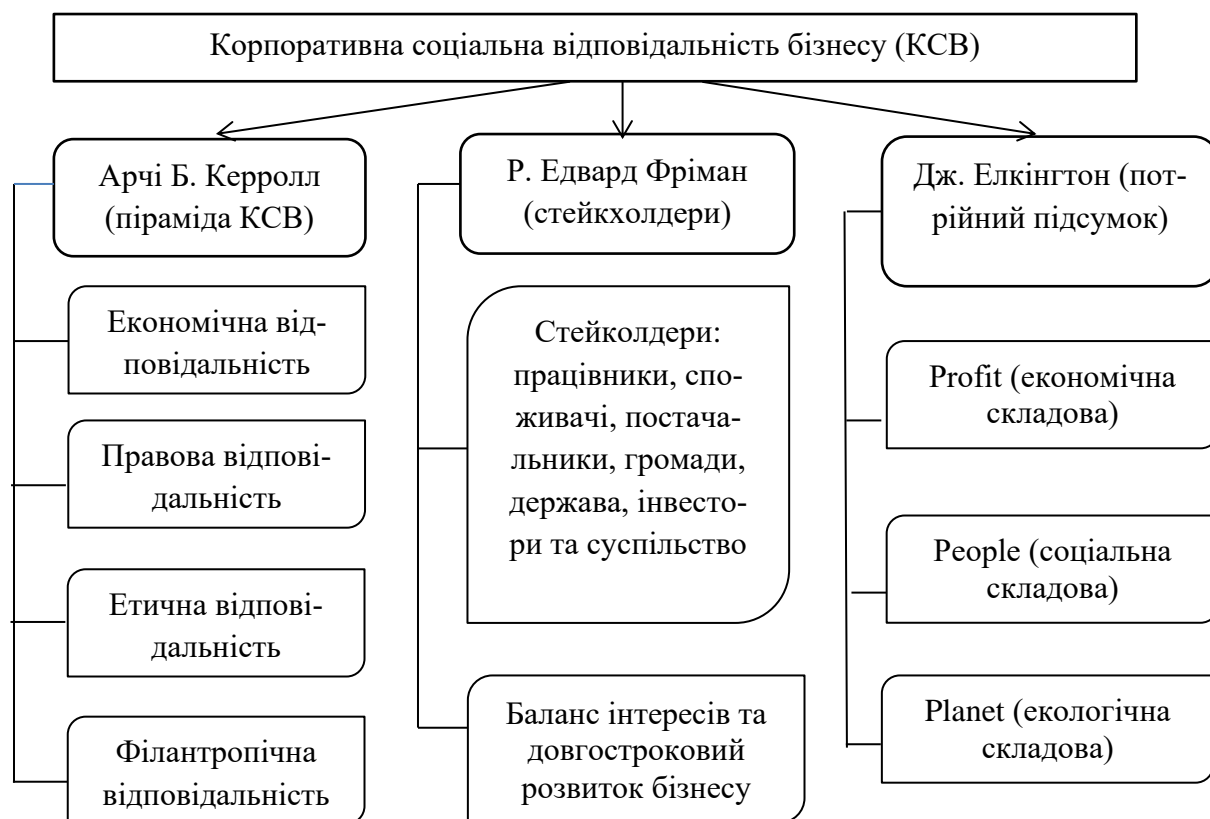 Корпоративна соціальна відповідальність бізнесу (КСВ)
Арчі Б. Керролл
(піраміда КСВ)
Економічна від-
повідальність
Правова відпові-
дальність
Етична відпові-
дальність
Філантропічна
відповідальність
Р. Едвард Фріман
(стейкхолдери)
Стейколдери:
працівники, спо-
живачі, постача-
льники, громади,
держава, інвесто-
ри та суспільство
Баланс інтересів та
довгостроковий
розвиток бізнесу
Дж. Елкінгтон (пот-
рійний підсумок)
Profit (економічна
складова)
People (соціальна
складова)
Planet (екологічна
складова)